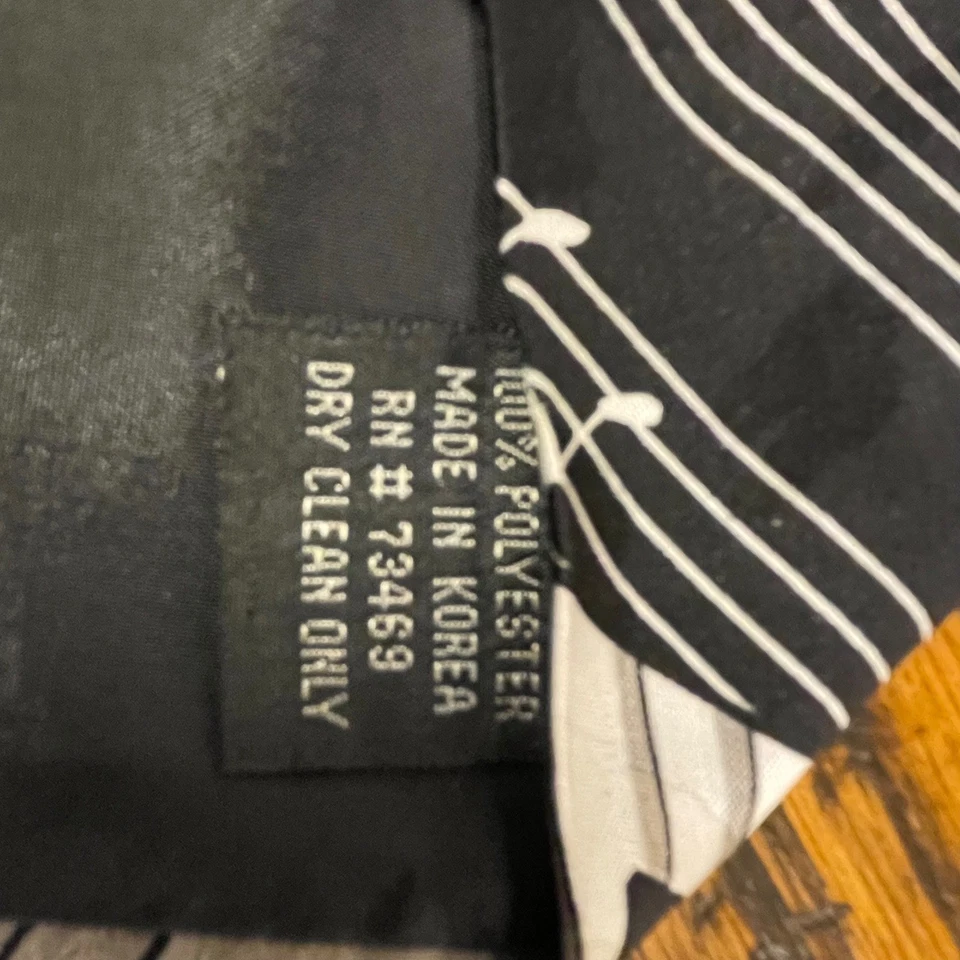 100% POLYESTER
MADE IN KOREA
RN # 73469
DRY CLEAN ONLY